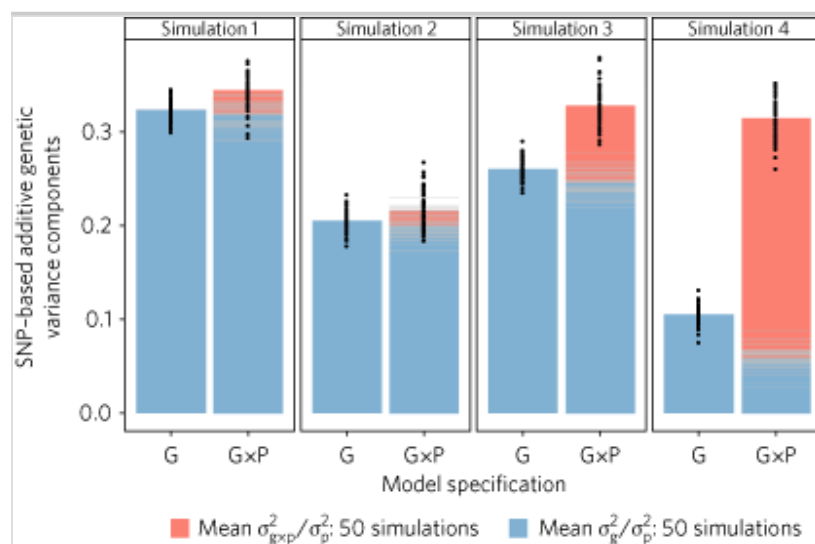 Simulation 1 Simulation 2 Simulation 3 Simulation 4
SNP-based additive genetic
variance components
0.3
0.2
0.1
0.0
G G×P G G×P G G×P G G×P
Model specification
Mean σ²g×p/σ²p; 50 simulations Mean σ²g/σ²p; 50 simulations